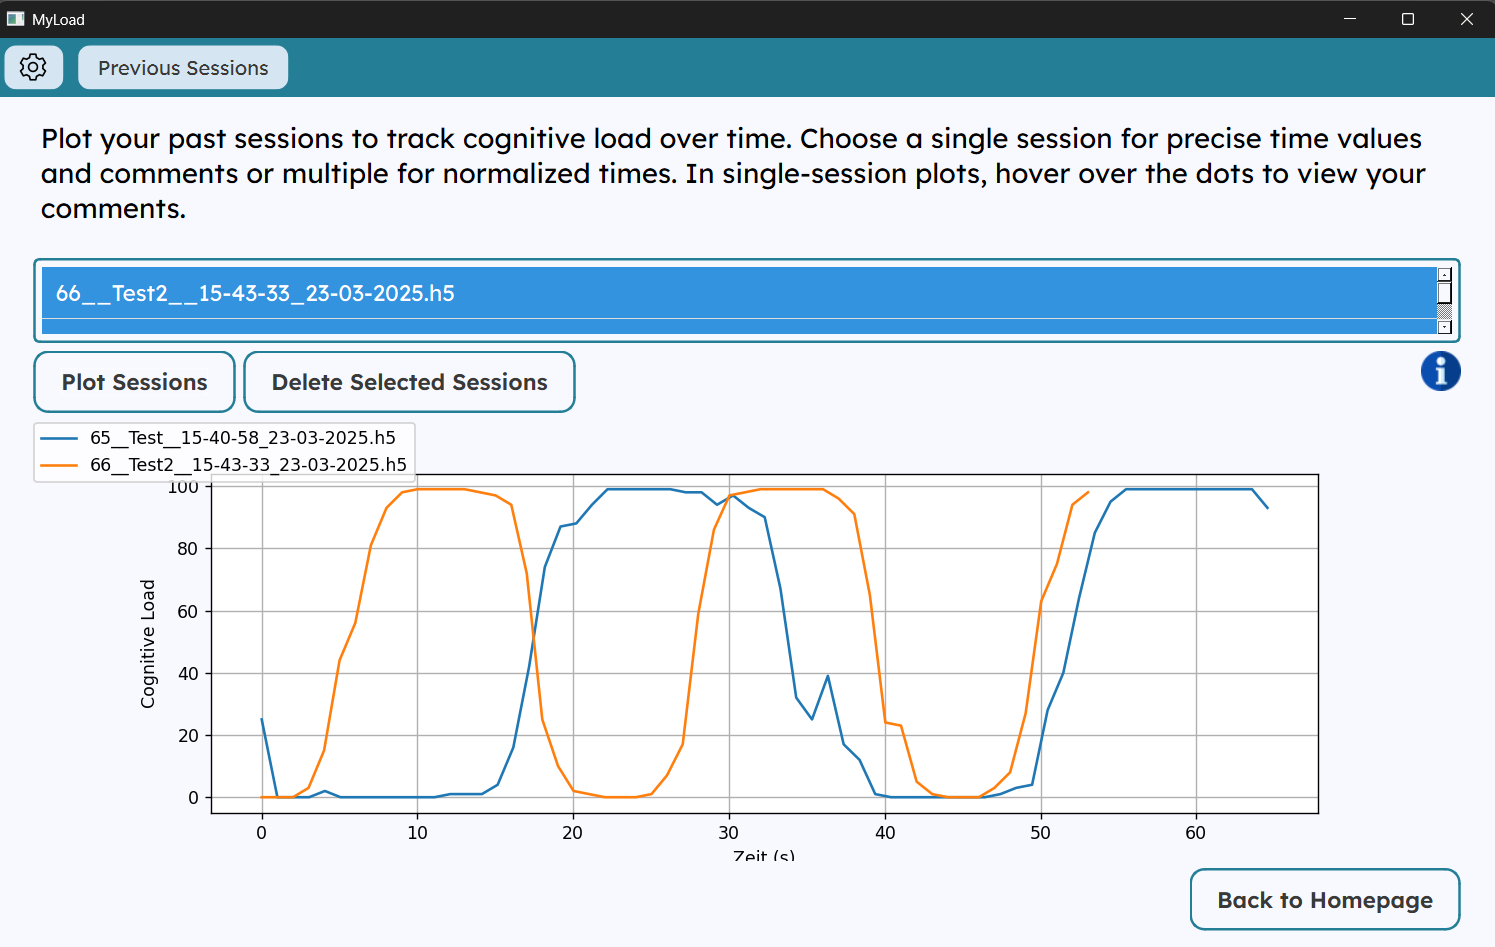 MyLoad
Previous Sessions
Plot your past sessions to track cognitive load over time. Choose a single session for precise time values
and comments or multiple for normalized times. In single-session plots, hover over the dots to view your
comments.
66__Test2__15-43-33_23-03-2025.h5
Plot Sessions
Delete Selected Sessions
i
65__Test__15-40-58_23-03-2025.h5
66__Test2__15-43-33_23-03-2025.h5
100
80
60
40
20
0
Cognitive Load
0 10 20 30 40 50 60
Zeit (s)
Back to Homepage